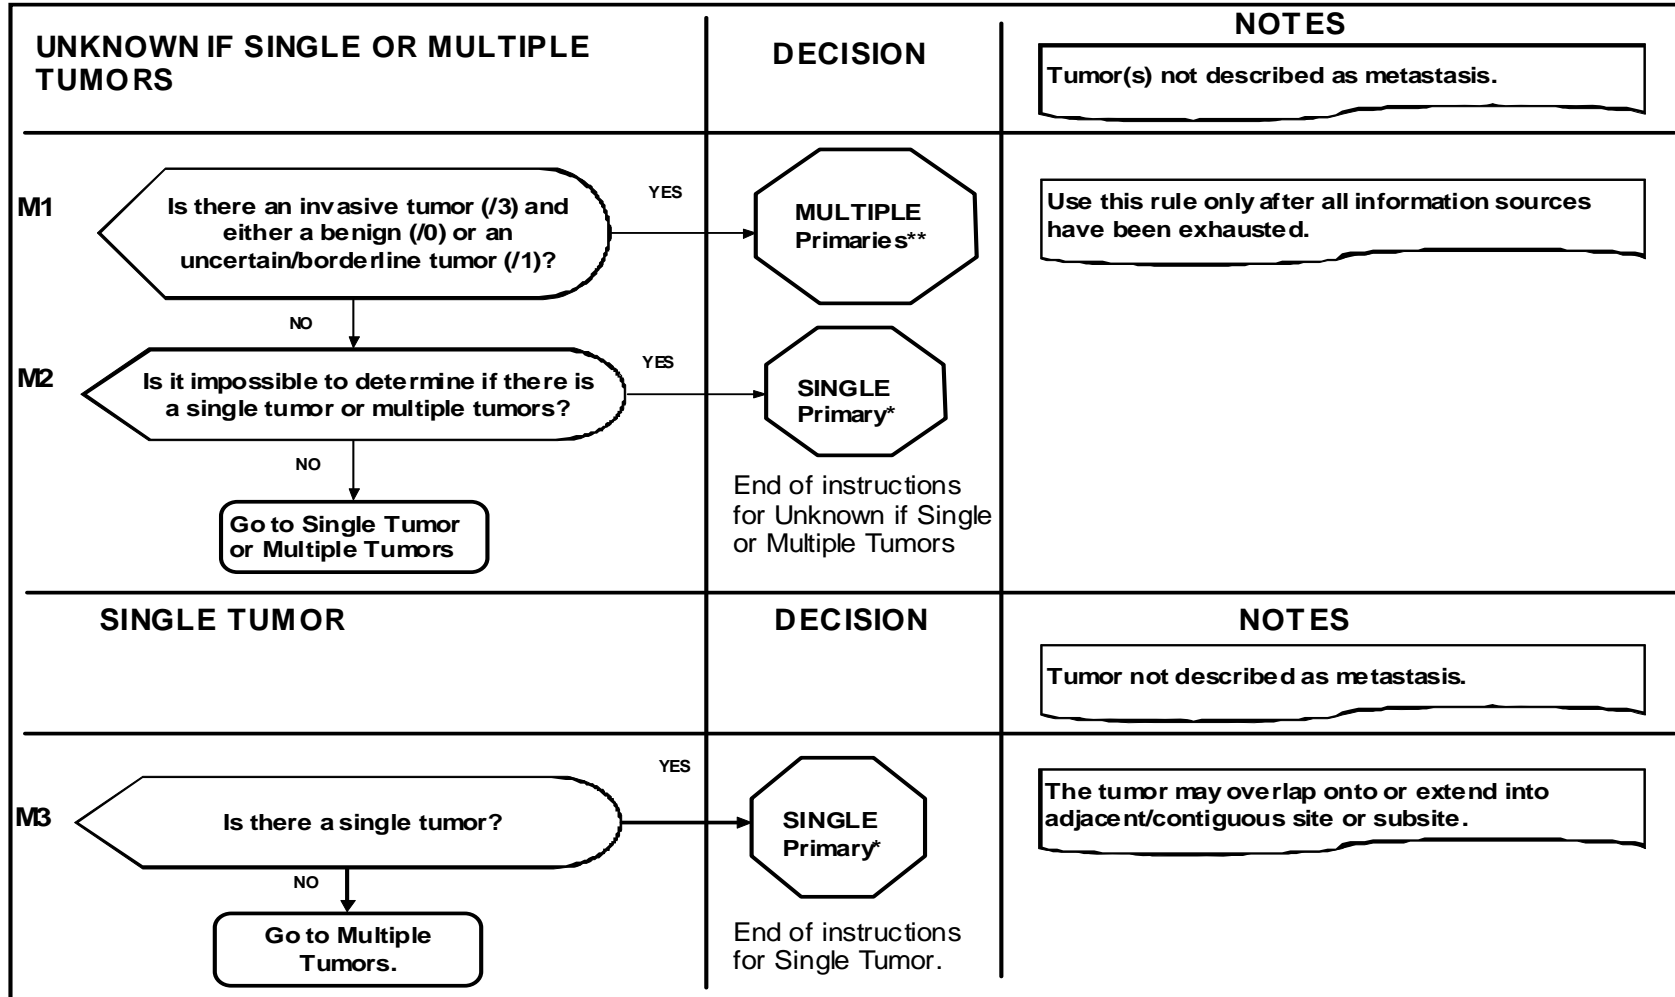 UNKNOWN IF SINGLE OR MULTIPLE
TUMORS
DECISION
NOTES
Tumor(s) not described as metastasis.
M1
Is there an invasive tumor (/3) and
either a benign (/0) or an
uncertain/borderline tumor (/1)?
YES
MULTIPLE
Primaries**
Use this rule only after all information sources
have been exhausted.
NO
M2
Is it impossible to determine if there is
a single tumor or multiple tumors?
YES
SINGLE
Primary*
NO
Go to Single Tumor
or Multiple Tumors
End of instructions
for Unknown if Single
or Multiple Tumors
SINGLE TUMOR
DECISION
NOTES
Tumor not described as metastasis.
M3
Is there a single tumor?
YES
SINGLE
Primary*
The tumor may overlap onto or extend into
adjacent/contiguous site or subsite.
NO
Go to Multiple
Tumors.
End of instructions
for Single Tumor.